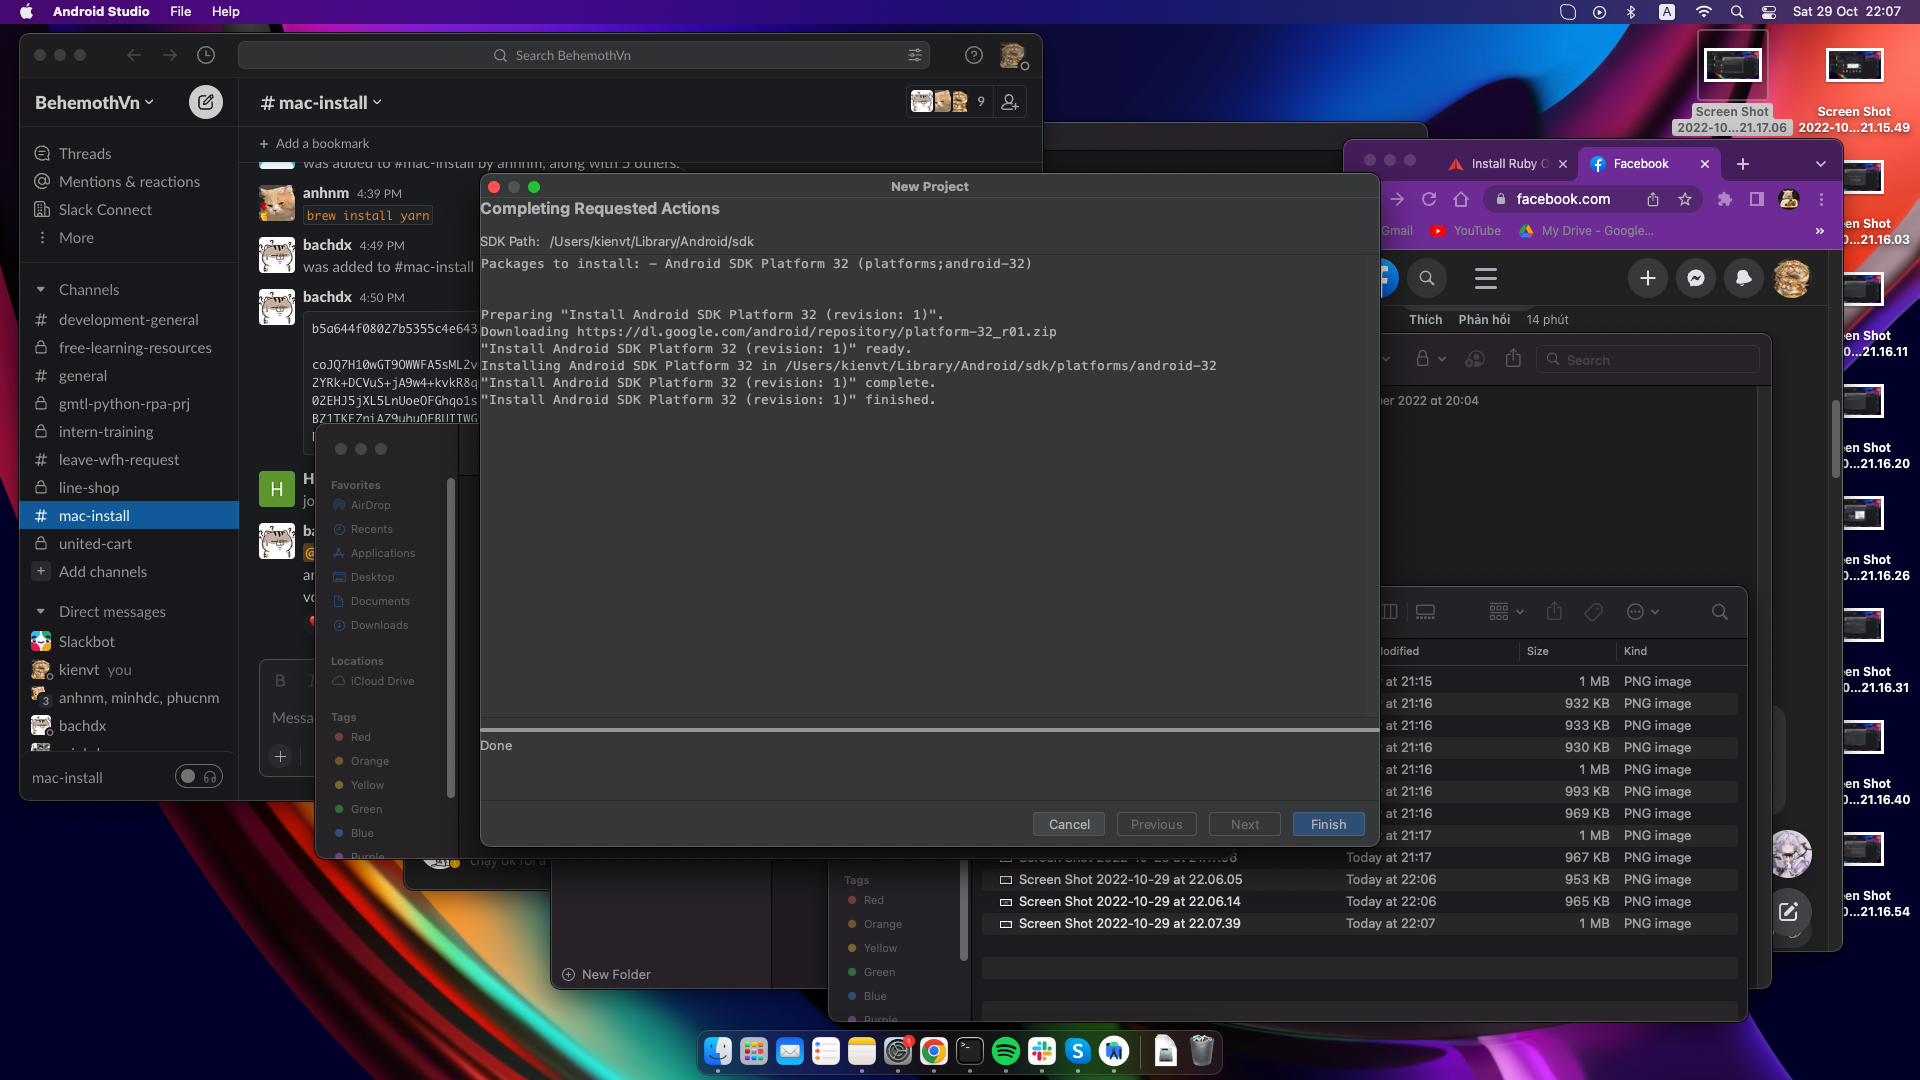 Android Studio File Help
A Sat 29 Oct 22:07
Search BehemothVn
BehemothVn
Threads
Mentions & reactions
Slack Connect
More
Channels
development-general
free-learning-resources
general
gmtl-python-rpa-prj
intern-training
leave-wfh-request
line-shop
mac-install
united-cart
Add channels
Direct messages
Slackbot
kienvt you
3 anhnm, minhdc, phucnm
bachdx
mac-install
# mac-install
9
Add a bookmark
was added to #mac-install by anhnm, along with 5 others.
anhnm 4:39 PM
brew install yarn
bachdx 4:49 PM
was added to #mac-install
bachdx 4:50 PM
b5a644f08027b5355c4e643
coJQ7H10wGT9OWWFA5sMLZv
ZYRk+DCVuS+jA9w4+kvkR8q
02EHJ5jXL5LnUoeOFGhqo1s
H
Messa
Favorites
AirDrop
Recents
Applications
Desktop
Documents
Downloads
Locations
iCloud Drive
Tags
Red
Orange
Yellow
Green
Blue
Purple
New Project
Completing Requested Actions
SDK Path: /Users/kienvt/Library/Android/sdk
Packages to install: - Android SDK Platform 32 (platforms;android-32)
Preparing "Install Android SDK Platform 32 (revision: 1)".
Downloading https://dl.google.com/android/repository/platform-32_r01.zip
"Install Android SDK Platform 32 (revision: 1)" ready.
Installing Android SDK Platform 32 in /Users/kienvt/Library/Android/sdk/platforms/android-32
"Install Android SDK Platform 32 (revision: 1)" complete.
"Install Android SDK Platform 32 (revision: 1)" finished.
Done
Cancel
Previous
Next
Finish
Install Ruby O
Facebook
facebook.com
Gmail
YouTube
My Drive - Google...
Thích Phản hồi 14 phút
Search
ber 2022 at 20:04
Modified Size Kind
at 21:15 1 MB PNG image
at 21:16 932 KB PNG image
at 21:16 933 KB PNG image
at 21:16 930 KB PNG image
at 21:16 1 MB PNG image
at 21:16 993 KB PNG image
at 21:16 969 KB PNG image
at 21:17 1 MB PNG image
Screen Shot 2022-10-29 at 21.17.06 Today at 21:17 967 KB PNG image
Screen Shot 2022-10-29 at 22.06.05 Today at 22:06 953 KB PNG image
Screen Shot 2022-10-29 at 22.06.14 Today at 22:06 965 KB PNG image
Screen Shot 2022-10-29 at 22.07.39 Today at 22:07 1 MB PNG image
Tags
Red
Orange
Yellow
Green
Blue
Purple
New Folder
chạy ok rồi ạ
Screen Shot
2022-10...21.17.06
Screen Shot
2022-10...21.15.49
en Shot
0...21.16.03
en Shot
0...21.16.11
en Shot
0...21.16.20
en Shot
0...21.16.26
en Shot
0...21.16.31
en Shot
0...21.16.40
en Shot
0...21.16.54
1